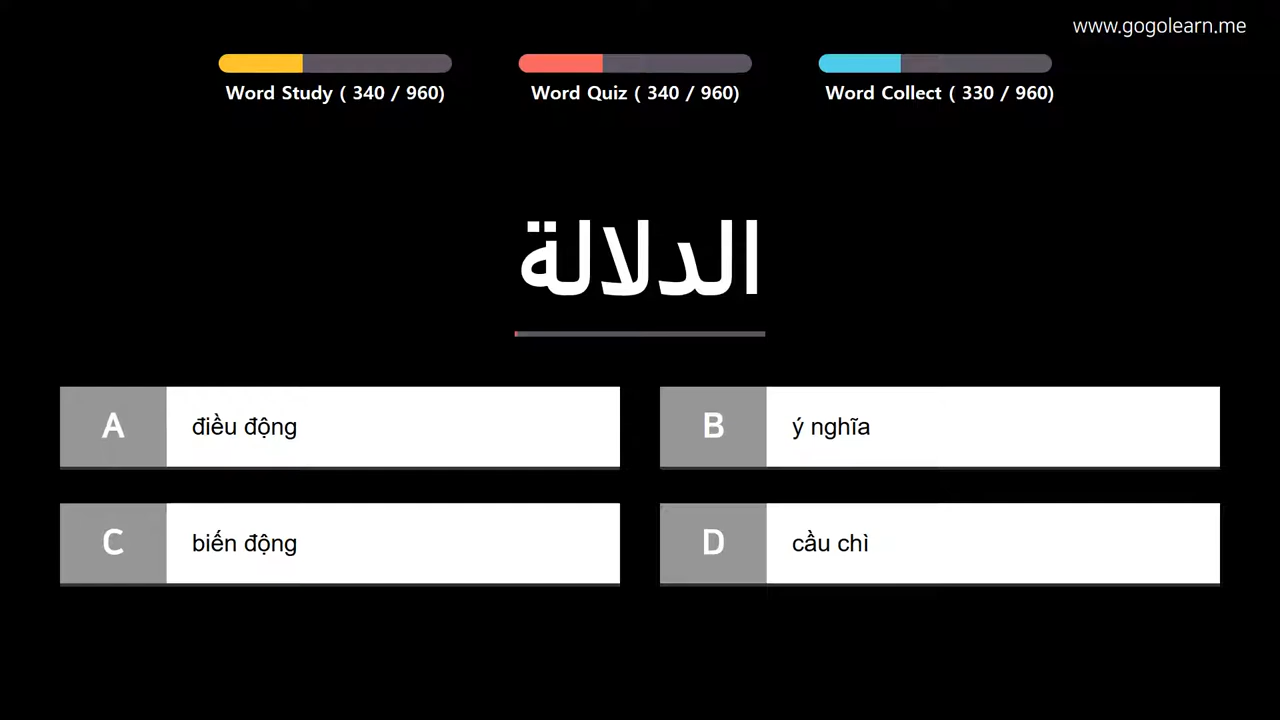 www.gogolearn.me
Word Study ( 340 / 960)
Word Quiz ( 340 / 960)
Word Collect ( 330 / 960)
الدلالة
A điều động
B ý nghĩa
C biến động
D cầu chì